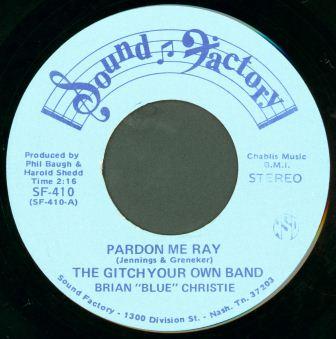 Sound Factory
Produced by
Phil Baugh &
Harold Shedd
Time 2:16
SF-410
(SF-410-A)
Chablis Music
B.M.I.
STEREO
PARDON ME RAY
(Jennings & Greneker)
THE GITCHYOUR OWN BAND
BRIAN "BLUE" CHRISTIE
Sound Factory - 1300 Division St. - Nash. Tn. 37203